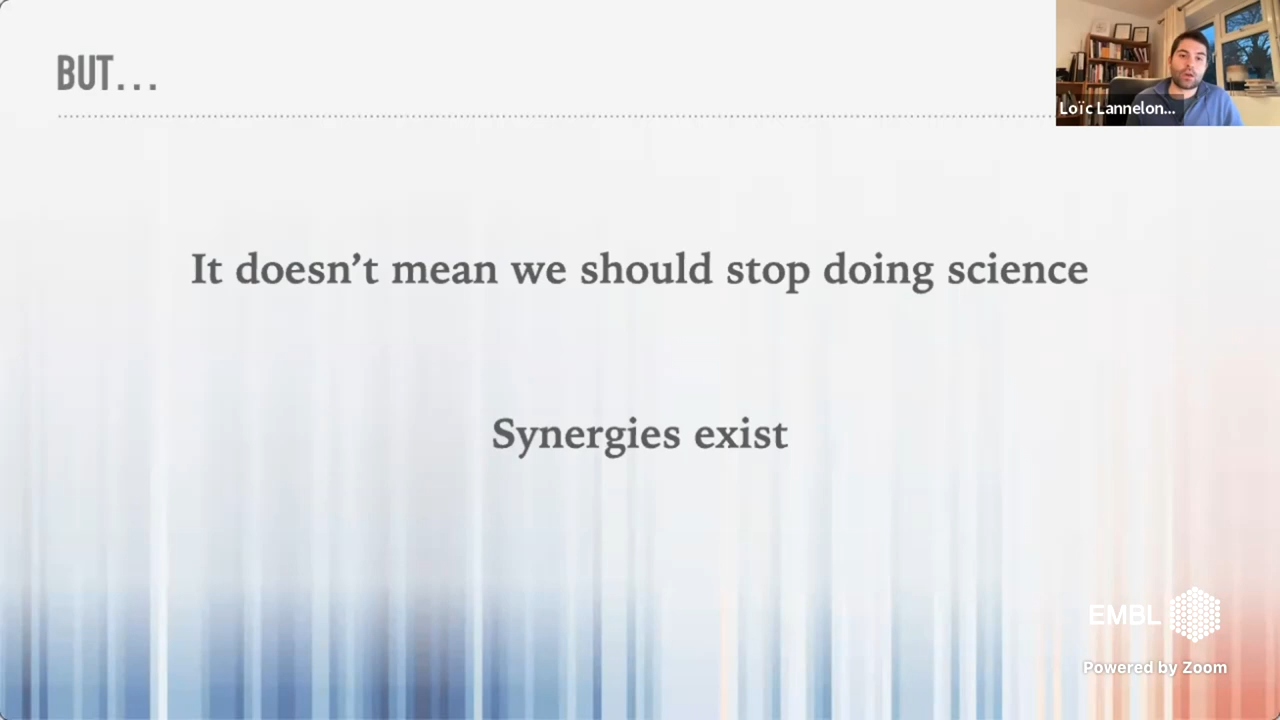 BUT...
Loïc Lannelon...
It doesn't mean we should stop doing science
Synergies exist
EMBL
Powered by Zoom